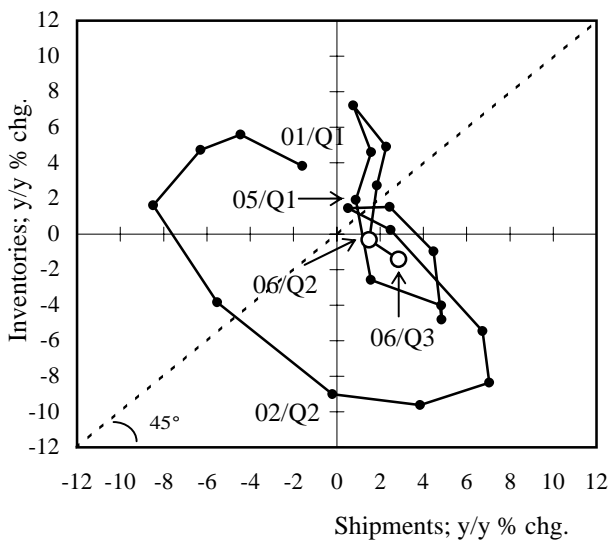 Inventories; y/y % chg.
12
10
8
6
4
2
0
-2
-4
-6
-8
-10
-12
01/Q1
05/Q1
06/Q2
06/Q3
02/Q2
45°
-12 -10 -8 -6 -4 -2 0 2 4 6 8 10 12
Shipments; y/y % chg.